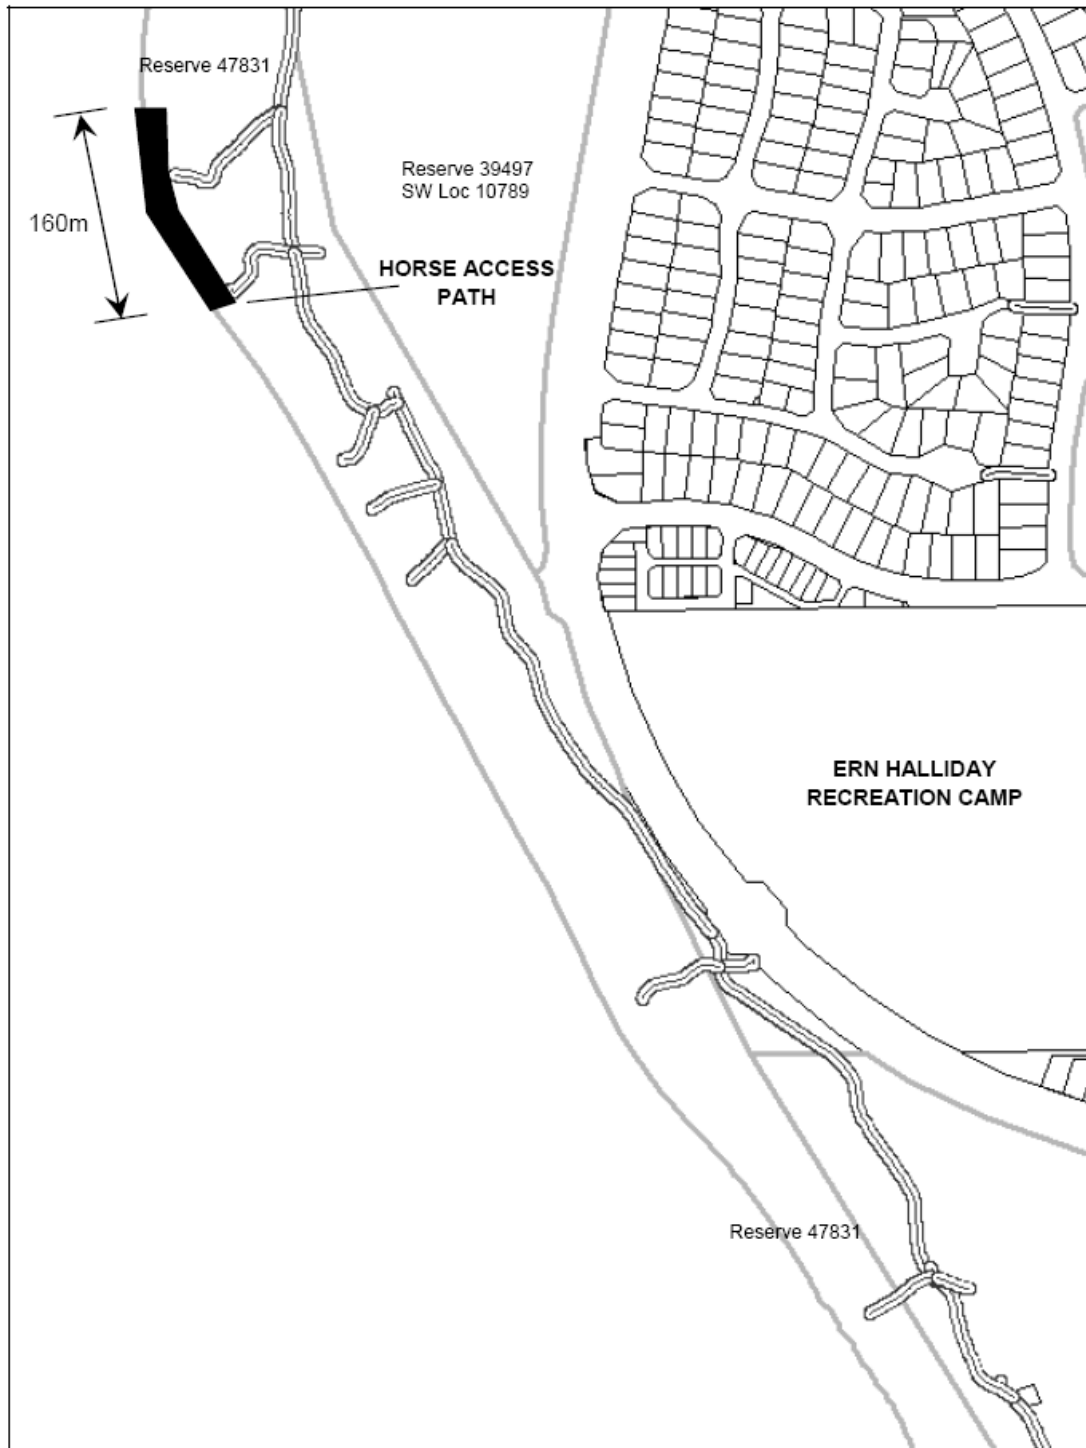 Reserve 47831
Reserve 39497
SW Loc 10789
160m
HORSE ACCESS
PATH
ERN HALLIDAY
RECREATION CAMP
Reserve 47831